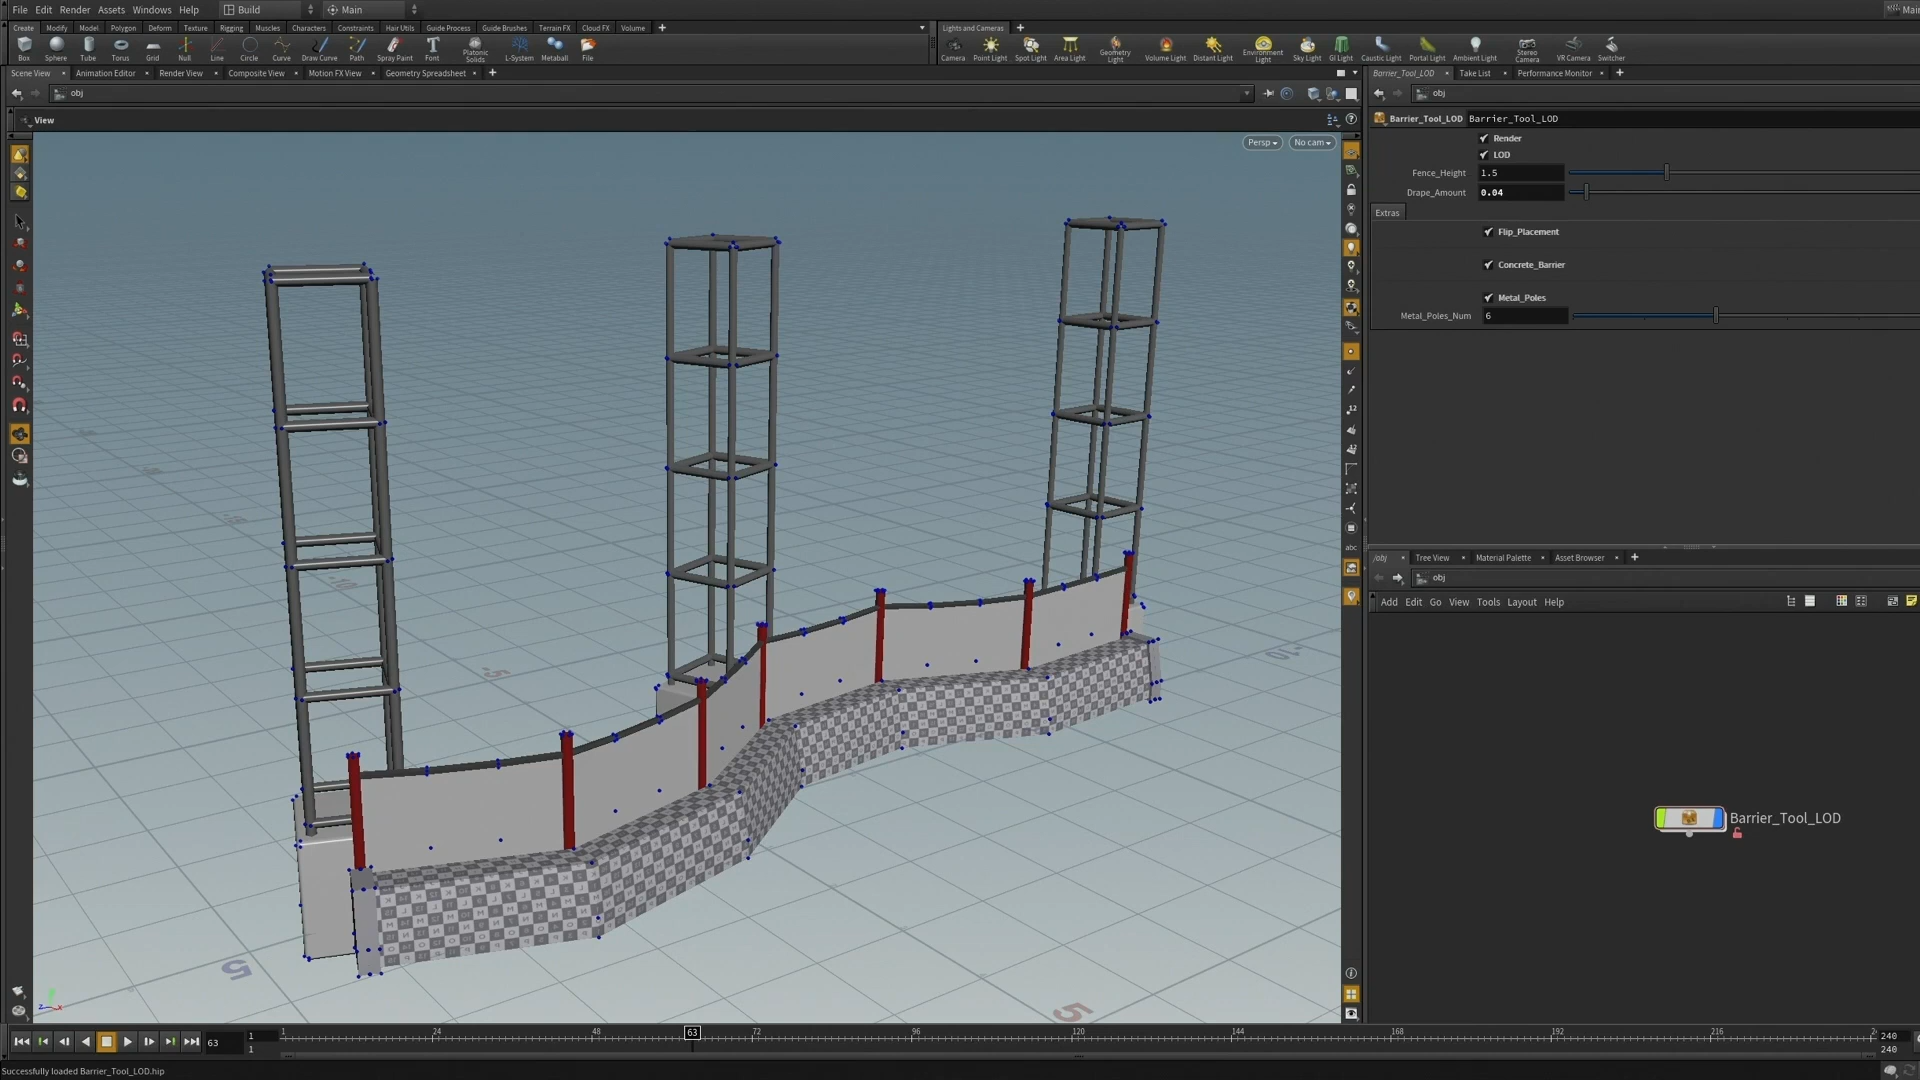 File Edit Render Assets Windows Help Build Main Main
Create Modify Model Polygon Deform Texture Rigging Muscles Characters Constraints Hair Utils Guide Process Guide Brushes Terrain FX Cloud FX Volume + Lights and Cameras +
Box Sphere Tube Torus Grid Null Line Circle Curve Draw Curve Path Spray Paint Font Platonic Solids L-System Metaball File Camera Point Light Spot Light Area Light Geometry Light Volume Light Distant Light Environment Light Sky Light GI Light Caustic Light Portal Light Ambient Light Stereo Camera VR Camera Switcher
Scene View Animation Editor Render View Composite View Motion FX View Geometry Spreadsheet + Barrier_Tool_LOD Take List Performance Monitor +
obj obj
View
Barrier_Tool_LOD Barrier_Tool_LOD
Persp No cam
Render
LOD
Fence_Height 1.5
Drape_Amount 0.04
Extras
Flip_Placement
Concrete_Barrier
Metal_Poles
Metal_Poles_Num 6
/obj Tree View Material Palette Asset Browser +
obj
Add Edit Go View Tools Layout Help
Barrier_Tool_LOD
-10
-5
5
5
z x
63 1 1 24 48 63 72 96 120 144 168 192 216 240
1 240
Successfully loaded Barrier_Tool_LOD.hip